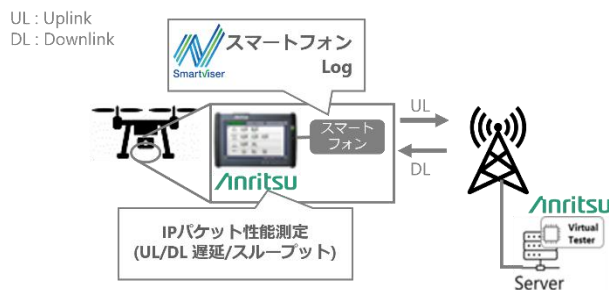 UL : Uplink
DL : Downlink
SmartViser
スマートフォン
Log
UL
スマート
フォン
DL
Anritsu
Anritsu
IPパケット性能測定
(UL/DL 遅延/スループット)
Virtual
Tester
Server